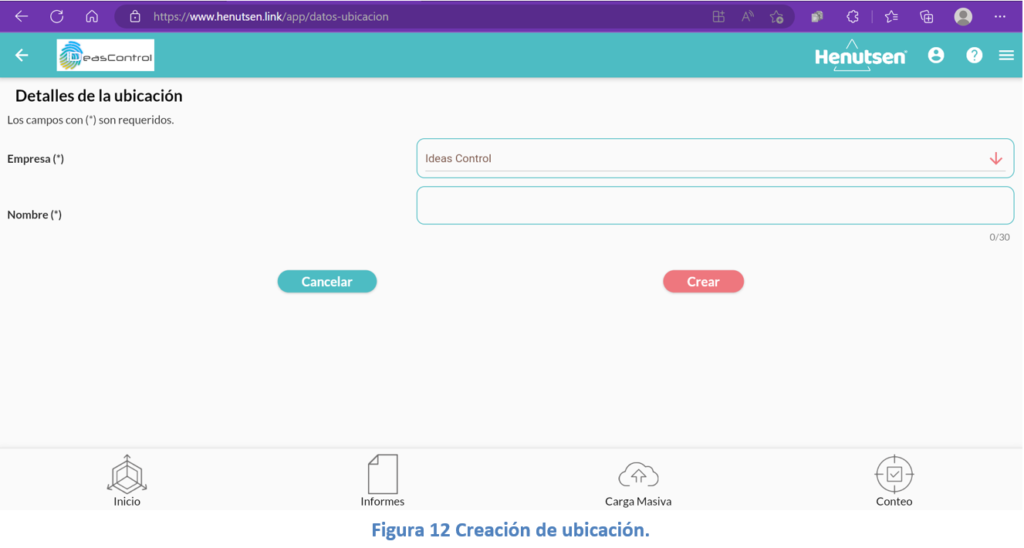 https://www.henutsen.link/app/datos-ubicacion
IdeasControl
Henutsen
Detalles de la ubicación
Los campos con (*) son requeridos.
Empresa (*)
Ideas Control
Nombre (*)
0/30
Cancelar
Crear
Inicio
Informes
Carga Masiva
Conteo
Figura 12 Creación de ubicación.